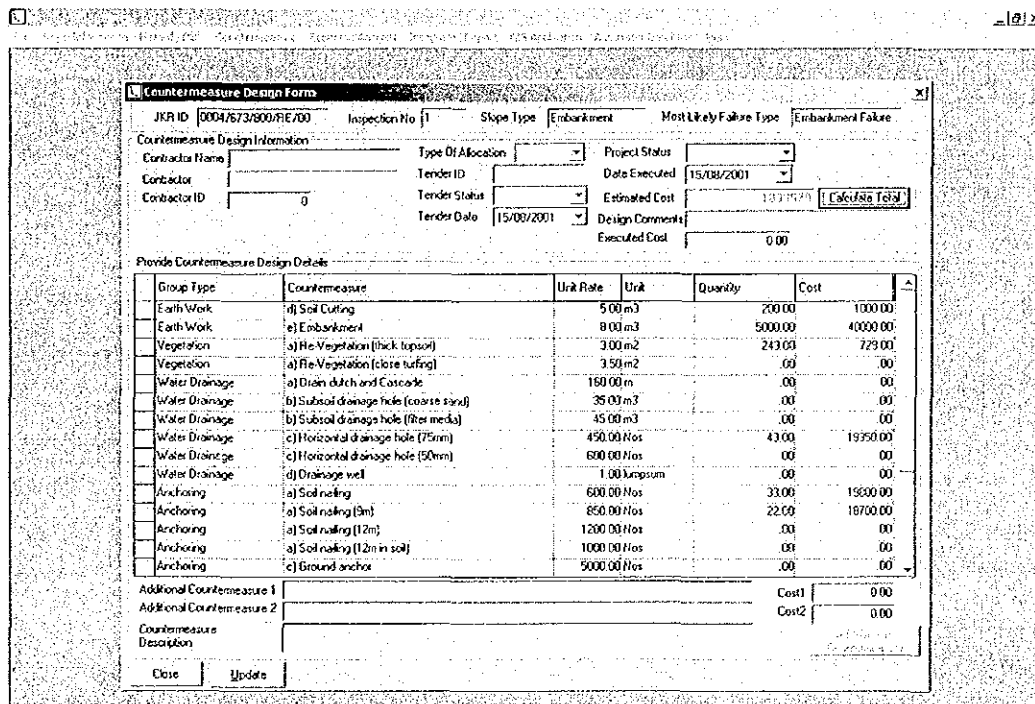 Countermeasure Design Form
JKR ID 0004/673/800/RE/00 Inspection No 1 Slope Type Embankment Most Likely Failure Type Embankment Failure
Countermeasure Design Information
Contractor Name Type Of Allocation Project Status
Contractor Tender ID Date Executed 15/08/2001
Contractor ID 0 Tender Status Estimated Cost Calculate Total
Tender Date 15/08/2001 Design Comments
Executed Cost 0.00
Provide Countermeasure Design Details
Group Type Countermeasure Unit Rate Unit Quantity Cost
Earth Work d) Soil Cutting 5.00 m3 200.00 1000.00
Earth Work e) Embankment 8.00 m3 5000.00 40000.00
Vegetation a) Re-Vegetation (thick topsoil) 3.00 m2 243.00 729.00
Vegetation a) Re-Vegetation (close turfing) 3.50 m2 .00 .00
Water Drainage a) Drain dutch and Cascade 160.00 m .00 .00
Water Drainage b) Subsoil drainage hole (coarse sand) 35.00 m3 .00 .00
Water Drainage b) Subsoil drainage hole (filter media) 45.00 m3 .00 .00
Water Drainage c) Horizontal drainage hole (75mm) 450.00 Nos 43.00 19350.00
Water Drainage c) Horizontal drainage hole (50mm) 600.00 Nos .00 .00
Water Drainage d) Drainage well 1.00 lumpsum .00 .00
Anchoring a) Soil nailing 600.00 Nos 33.00 19800.00
Anchoring a) Soil nailing (9m) 850.00 Nos 22.00 18700.00
Anchoring a) Soil nailing (12m) 1200.00 Nos .00 .00
Anchoring a) Soil nailing (12m in soil) 1000.00 Nos .00 .00
Anchoring c) Ground anchor 5000.00 Nos .00 .00
Additional Countermeasure 1 Cost1 0.00
Additional Countermeasure 2 Cost2 0.00
Countermeasure
Description
Close Update